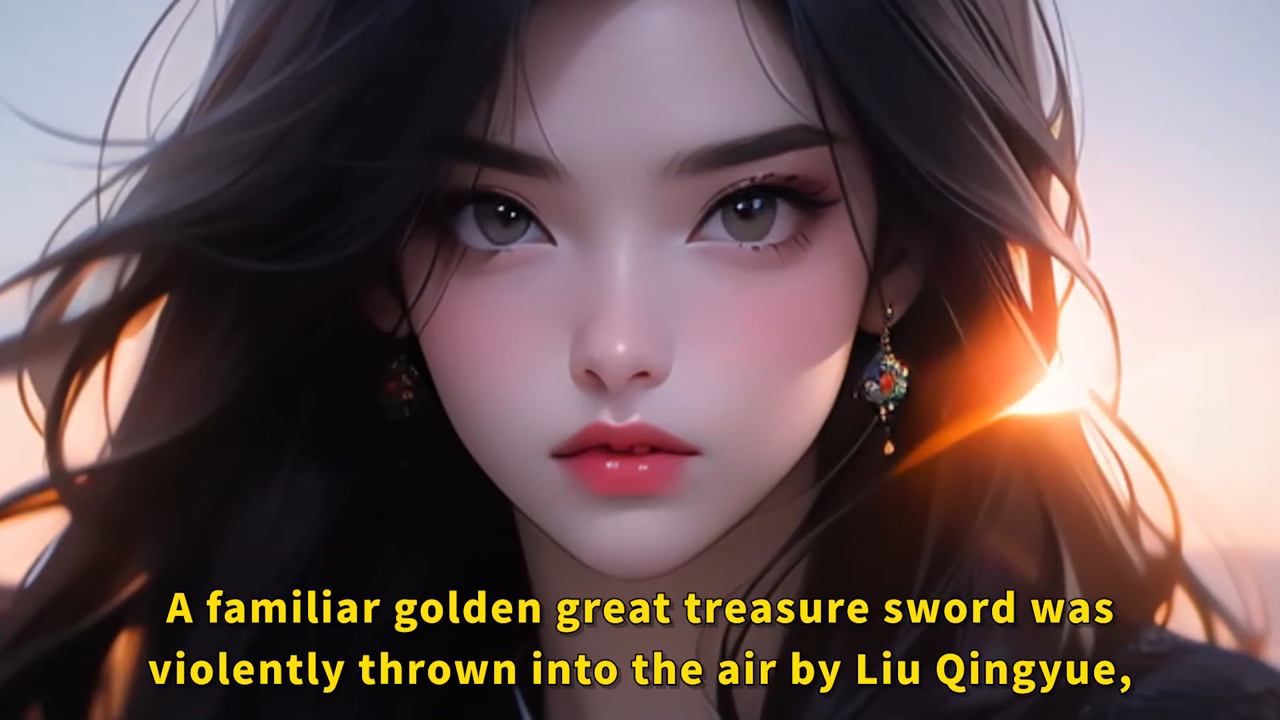 A familiar golden great treasure sword was
violently thrown into the air by Liu Qingyue,